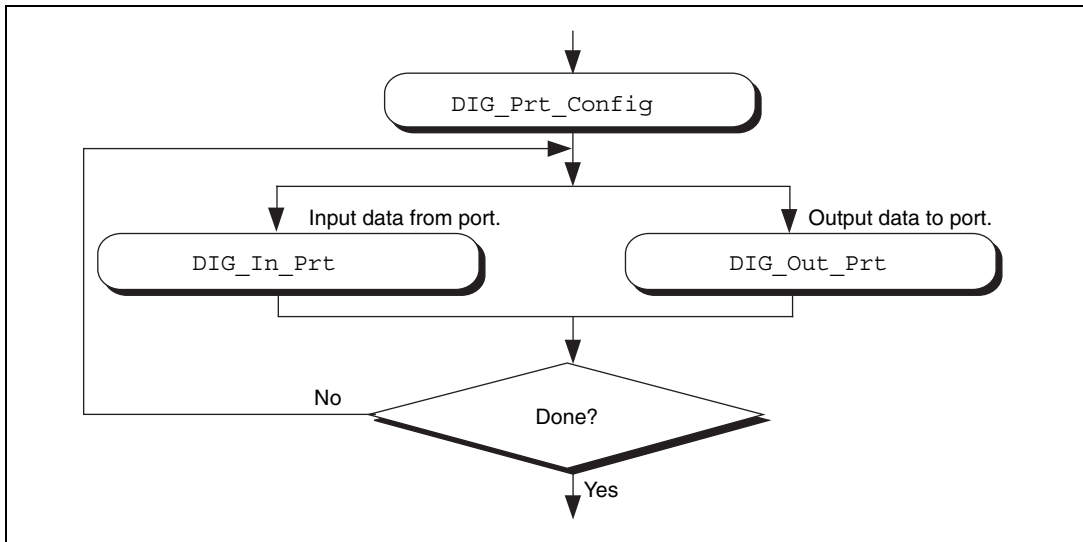 DIG_Prt_Config
Input data from port.
Output data to port.
DIG_In_Prt
DIG_Out_Prt
No
Done?
Yes